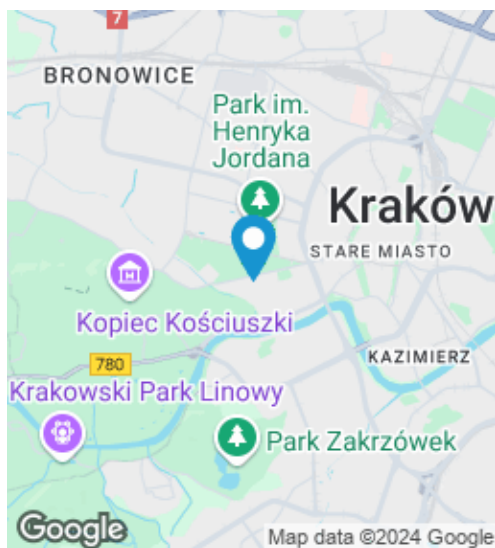 7
BRONOWICE
Park im.
Henryka
Jordana
Kraków
STARE MIASTO
Kopiec Kościuszki
780
KAZIMIERZ
Krakowski Park Linowy
Park Zakrzówek
Google
Map data ©2024 Google